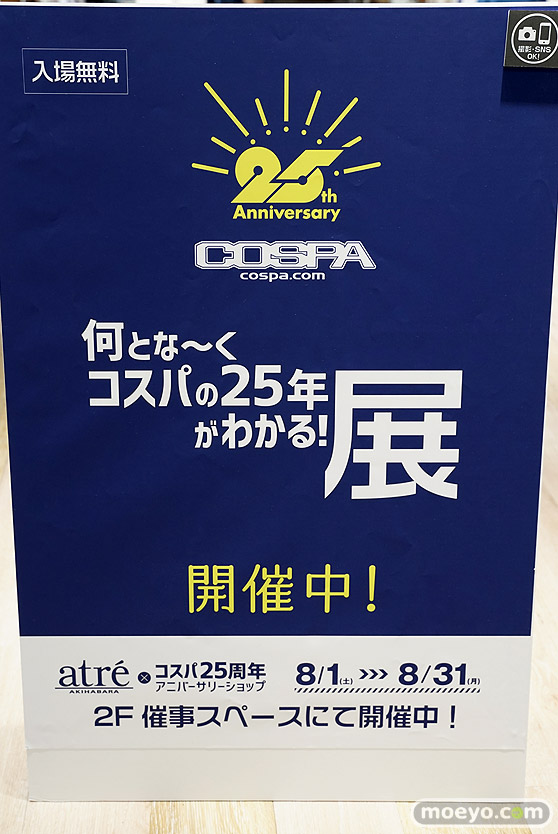 入場無料
撮影・SNS
OK!
25th
Anniversary
COSPA
cospa.com
何とな〜く
コスパの25年
がわかる!
展
開催中!
atré
AKIHABARA
×
コスパ25周年
アニバーサリーショップ
8/1(土) >>> 8/31(月)
2F 催事スペースにて開催中!
moeyo.com